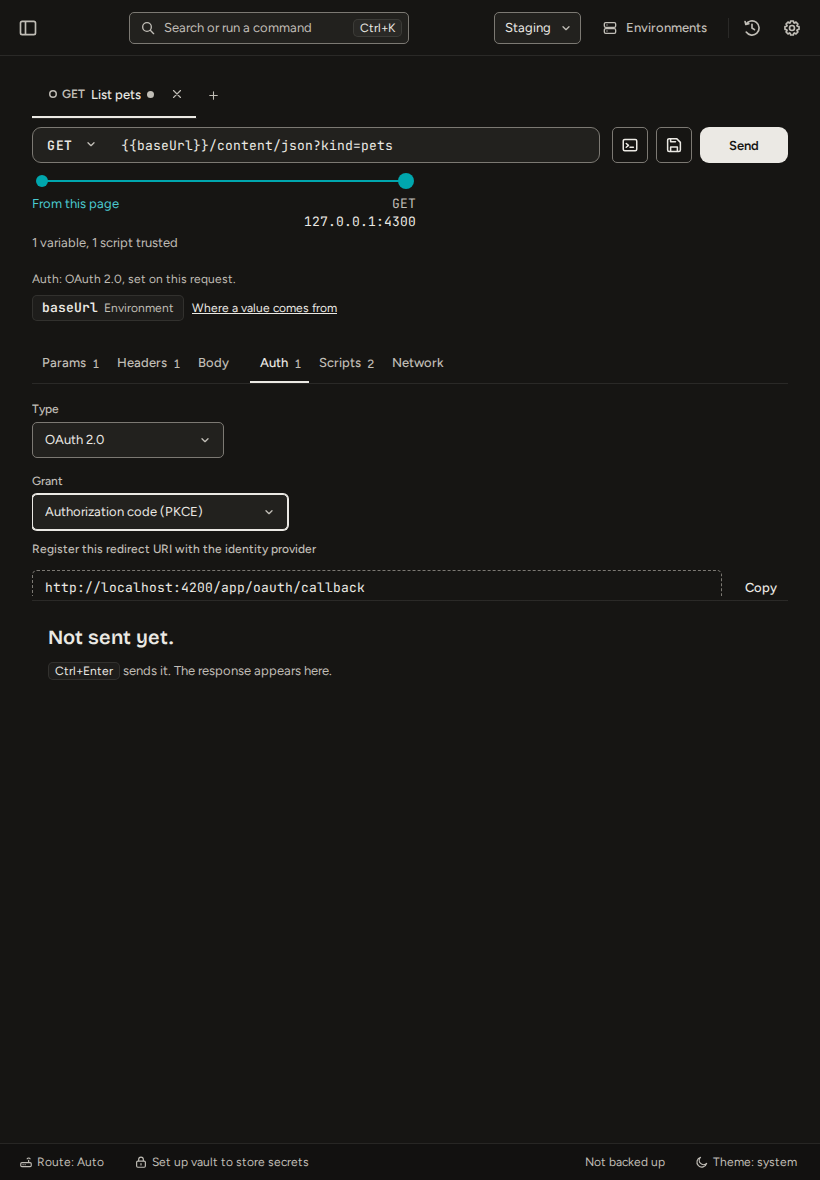 Search or run a command Ctrl+K Staging Environments
GET List pets
GET {{baseUrl}}/content/json?kind=pets Send
From this page GET
127.0.0.1:4300
1 variable, 1 script trusted
Auth: OAuth 2.0, set on this request.
baseUrl Environment Where a value comes from
Params 1 Headers 1 Body Auth 1 Scripts 2 Network
Type
OAuth 2.0
Grant
Authorization code (PKCE)
Register this redirect URI with the identity provider
http://localhost:4200/app/oauth/callback Copy
Not sent yet.
Ctrl+Enter sends it. The response appears here.
Route: Auto Set up vault to store secrets Not backed up Theme: system